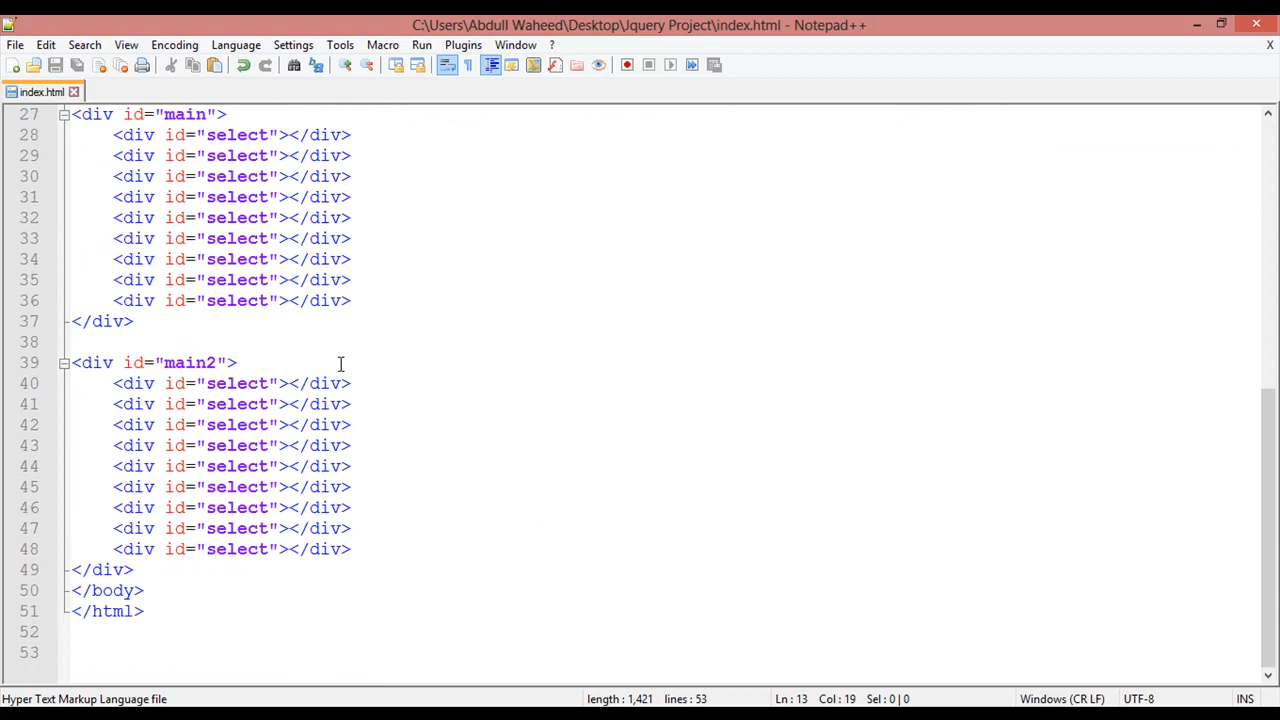 C:\Users\Abdull Waheed\Desktop\Jquery Project\index.html - Notepad++
File Edit Search View Encoding Language Settings Tools Macro Run Plugins Window ? X
index.html
27 <div id="main">
28 <div id="select"></div>
29 <div id="select"></div>
30 <div id="select"></div>
31 <div id="select"></div>
32 <div id="select"></div>
33 <div id="select"></div>
34 <div id="select"></div>
35 <div id="select"></div>
36 <div id="select"></div>
37 </div>
38
39 <div id="main2">
40 <div id="select"></div>
41 <div id="select"></div>
42 <div id="select"></div>
43 <div id="select"></div>
44 <div id="select"></div>
45 <div id="select"></div>
46 <div id="select"></div>
47 <div id="select"></div>
48 <div id="select"></div>
49 </div>
50 </body>
51 </html>
52
53
Hyper Text Markup Language file length : 1,421 lines : 53 Ln : 13 Col : 19 Sel : 0 | 0 Windows (CR LF) UTF-8 INS